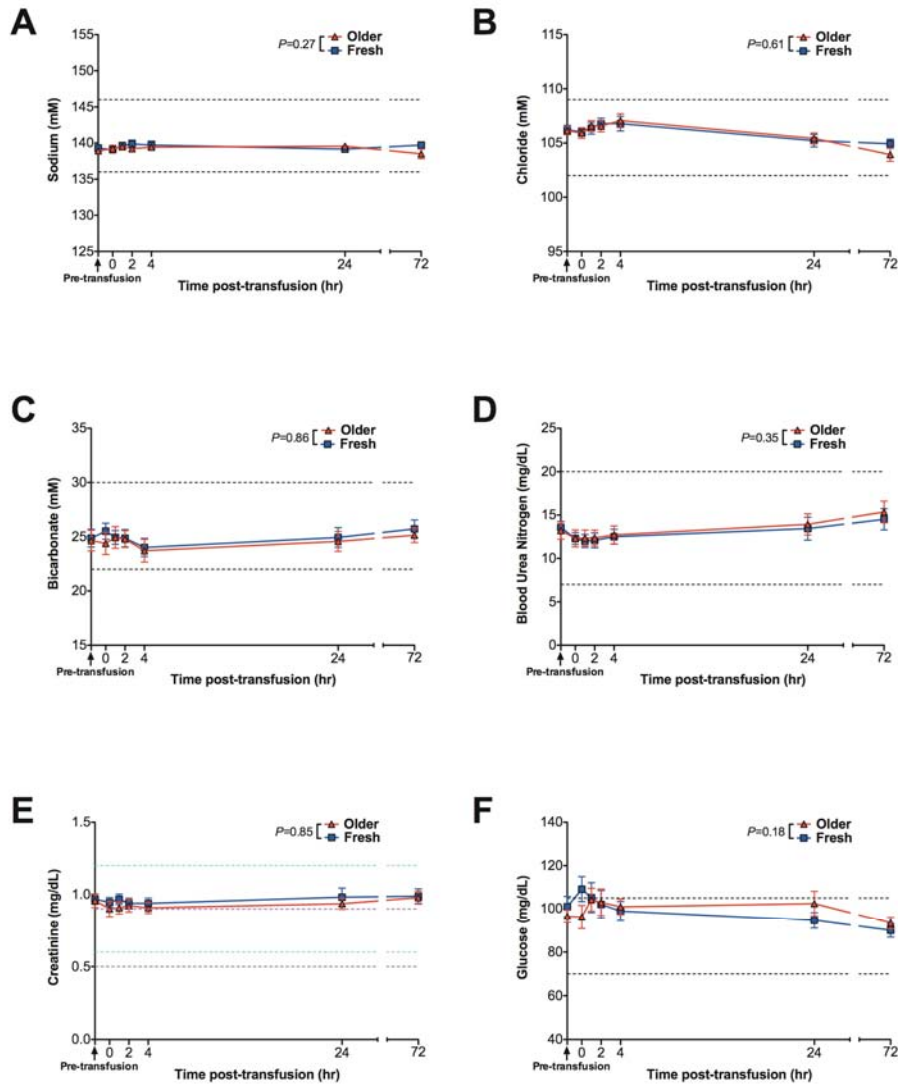 A
155
150
145
140
135
130
125
Sodium (mM)
P=0.27
Older
Fresh
0 2 4 24 72
Pre-transfusion
Time post-transfusion (hr)
B
115
110
105
100
95
Chloride (mM)
P=0.61
Older
Fresh
0 2 4 24 72
Pre-transfusion
Time post-transfusion (hr)
C
35
30
25
20
15
Bicarbonate (mM)
P=0.86
Older
Fresh
0 2 4 24 72
Pre-transfusion
Time post-transfusion (hr)
D
25
20
15
10
5
0
Blood Urea Nitrogen (mg/dL)
P=0.35
Older
Fresh
0 2 4 24 72
Pre-transfusion
Time post-transfusion (hr)
E
1.5
1.0
0.5
0.0
Creatinine (mg/dL)
P=0.85
Older
Fresh
0 2 4 24 72
Pre-transfusion
Time post-transfusion (hr)
F
140
120
100
80
60
40
Glucose (mg/dL)
P=0.18
Older
Fresh
0 2 4 24 72
Pre-transfusion
Time post-transfusion (hr)